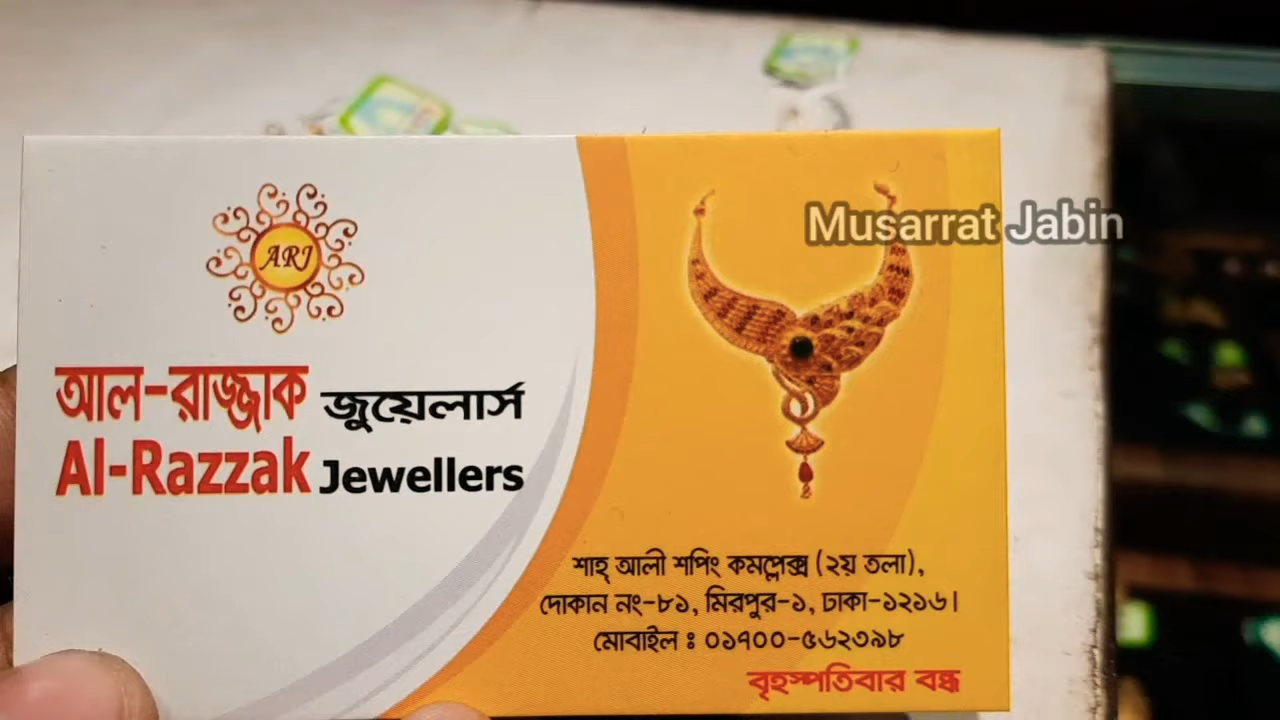 Musarrat Jabin
ARJ
আল-রাজ্জাক জুয়েলার্স
Al-Razzak Jewellers
শাহ্ আলী শপিং কমপ্লেক্স (২য় তলা),
দোকান নং-৮১, মিরপুর-১, ঢাকা-১২১৬।
মোবাইল ঃ ০১৭০০-৫৬২৩৯৮
বৃহস্পতিবার বন্ধ